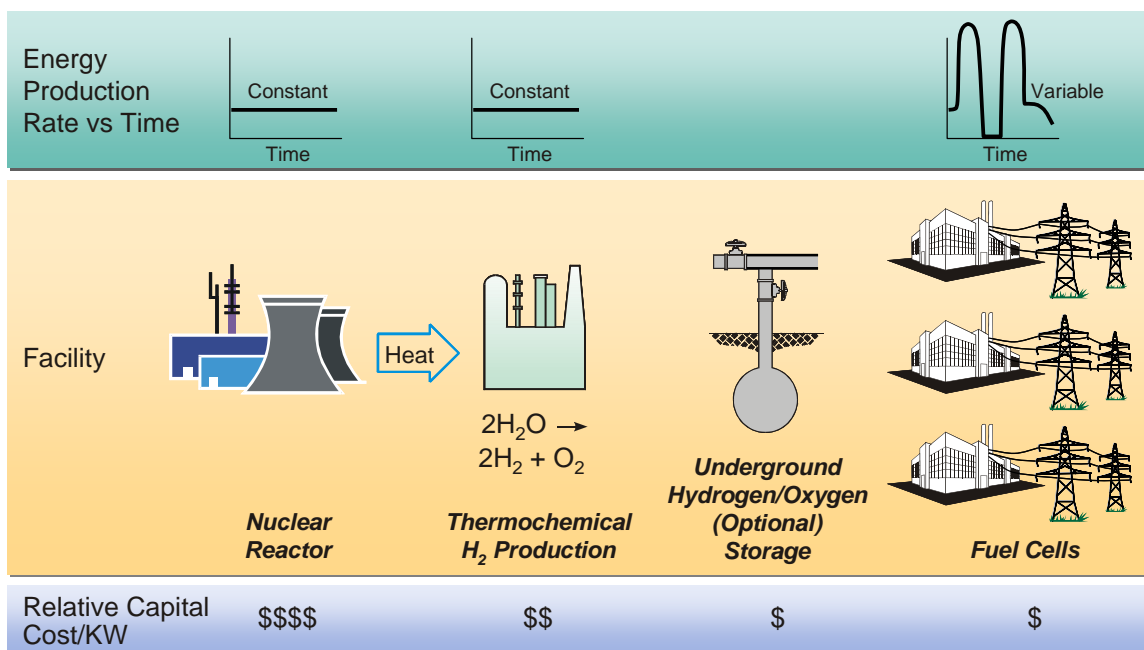 Energy
Production
Rate vs Time
Constant
Time
Constant
Time
Variable
Time
Facility
Heat
2H₂O →
2H₂ + O₂
Nuclear
Reactor
Thermochemical
H₂ Production
Underground
Hydrogen/Oxygen
(Optional)
Storage
Fuel Cells
Relative Capital
Cost/KW
$$$$
$$
$
$